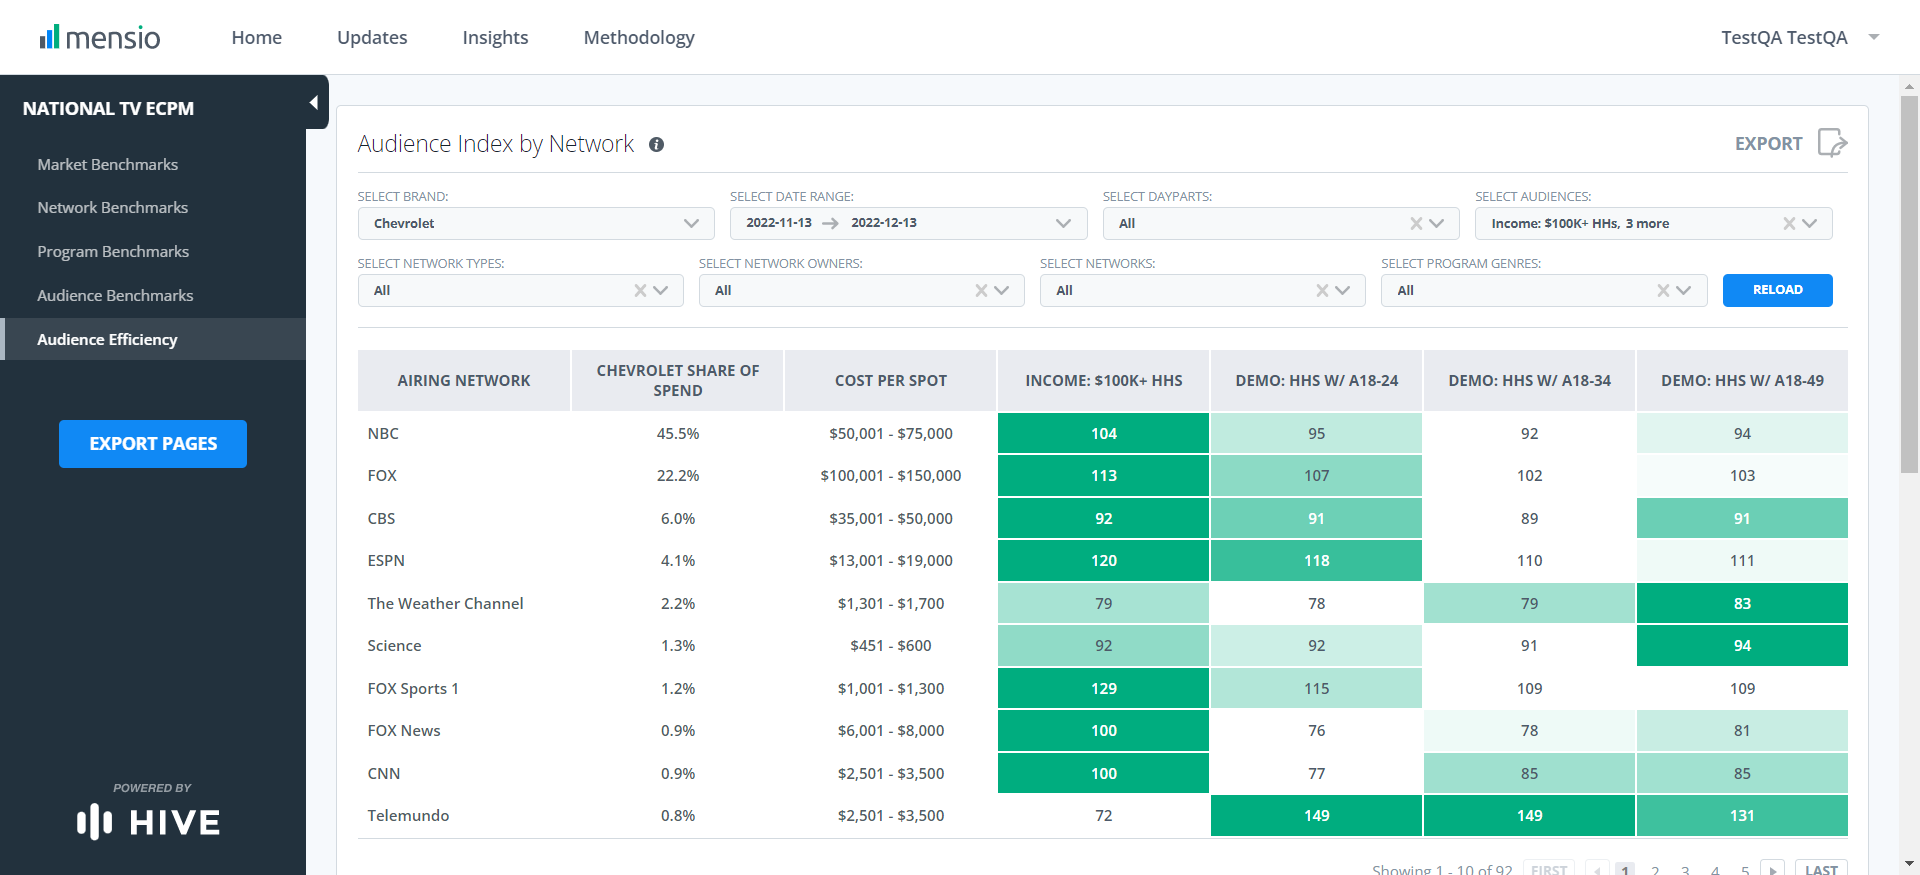 mensio
Home
Updates
Insights
Methodology
TestQA TestQA
NATIONAL TV ECPM
Market Benchmarks
Network Benchmarks
Program Benchmarks
Audience Benchmarks
Audience Efficiency
EXPORT PAGES
POWERED BY
HIVE
Audience Index by Network
EXPORT
SELECT BRAND: SELECT DATE RANGE: SELECT DAYPARTS: SELECT AUDIENCES:
Chevrolet 2022-11-13 → 2022-12-13 All Income: $100K+ HHs, 3 more
SELECT NETWORK TYPES: SELECT NETWORK OWNERS: SELECT NETWORKS: SELECT PROGRAM GENRES:
All All All All RELOAD
AIRING NETWORK CHEVROLET SHARE OF SPEND COST PER SPOT INCOME: $100K+ HHS DEMO: HHS W/ A18-24 DEMO: HHS W/ A18-34 DEMO: HHS W/ A18-49
NBC 45.5% $50,001 - $75,000 104 95 92 94
FOX 22.2% $100,001 - $150,000 113 107 102 103
CBS 6.0% $35,001 - $50,000 92 91 89 91
ESPN 4.1% $13,001 - $19,000 120 118 110 111
The Weather Channel 2.2% $1,301 - $1,700 79 78 79 83
Science 1.3% $451 - $600 92 92 91 94
FOX Sports 1 1.2% $1,001 - $1,300 129 115 109 109
FOX News 0.9% $6,001 - $8,000 100 76 78 81
CNN 0.9% $2,501 - $3,500 100 77 85 85
Telemundo 0.8% $2,501 - $3,500 72 149 149 131
Showing 1 - 10 of 92 FIRST 1 2 3 4 5 LAST